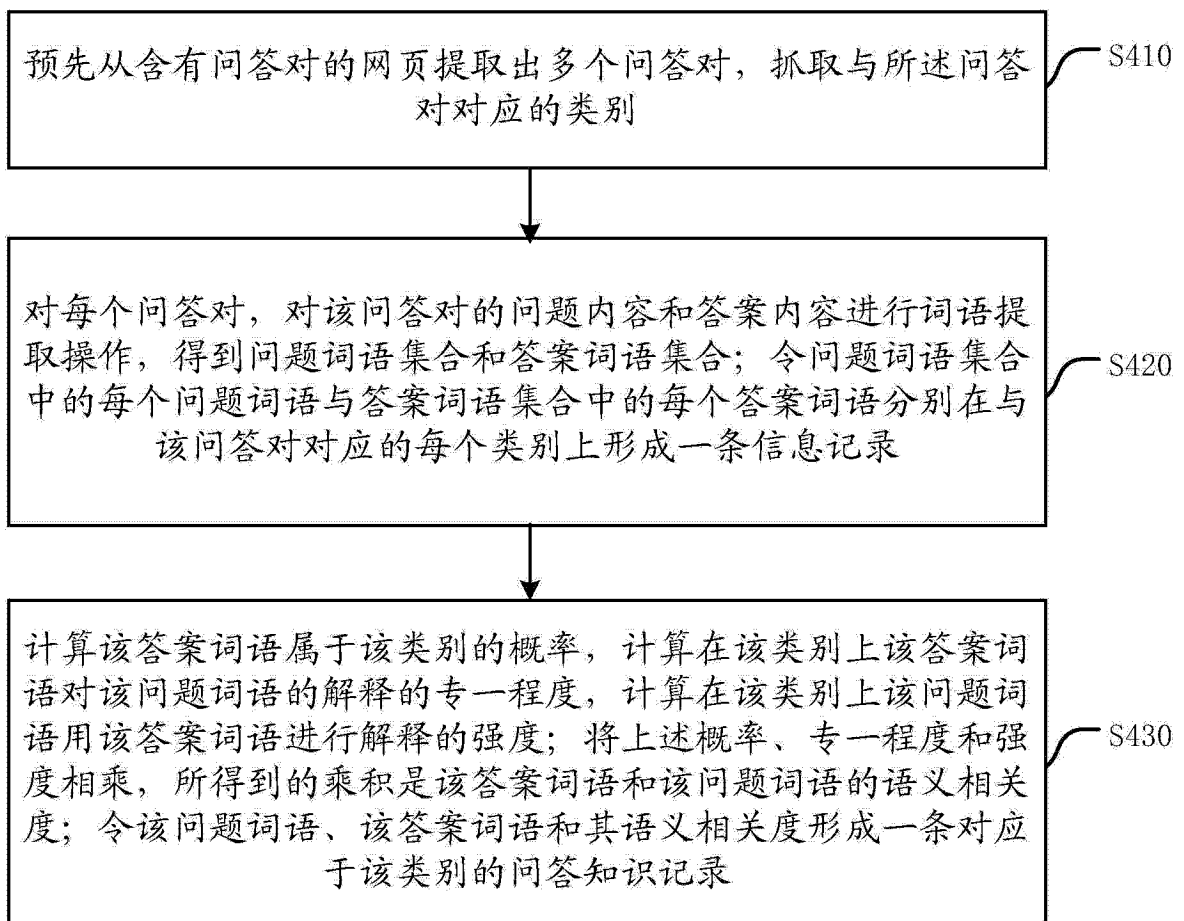 预先从含有问答对的网页提取出多个问答对，抓取与所述问答
对对应的类别
S410
对每个问答对，对该问答对的问题内容和答案内容进行词语提
取操作，得到问题词语集合和答案词语集合；令问题词语集合
中的每个问题词语与答案词语集合中的每个答案词语分别在与
该问答对对应的每个类别上形成一条信息记录
S420
计算该答案词语属于该类别的概率，计算在该类别上该答案词
语对该问题词语的解释的专一程度，计算在该类别上该问题词
语用该答案词语进行解释的强度；将上述概率、专一程度和强
度相乘，所得到的乘积是该答案词语和该问题词语的语义相关
度；令该问题词语、该答案词语和其语义相关度形成一条对应
于该类别的问答知识记录
S430